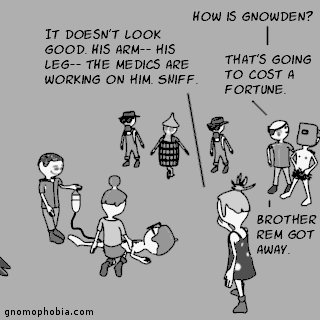 HOW IS GNOWDEN?
IT DOESN'T LOOK
GOOD. HIS ARM-- HIS
LEG-- THE MEDICS ARE
WORKING ON HIM. SNIFF.
THAT'S GOING
TO COST A
FORTUNE.
BROTHER
REM GOT
AWAY.
gnomophobia.com